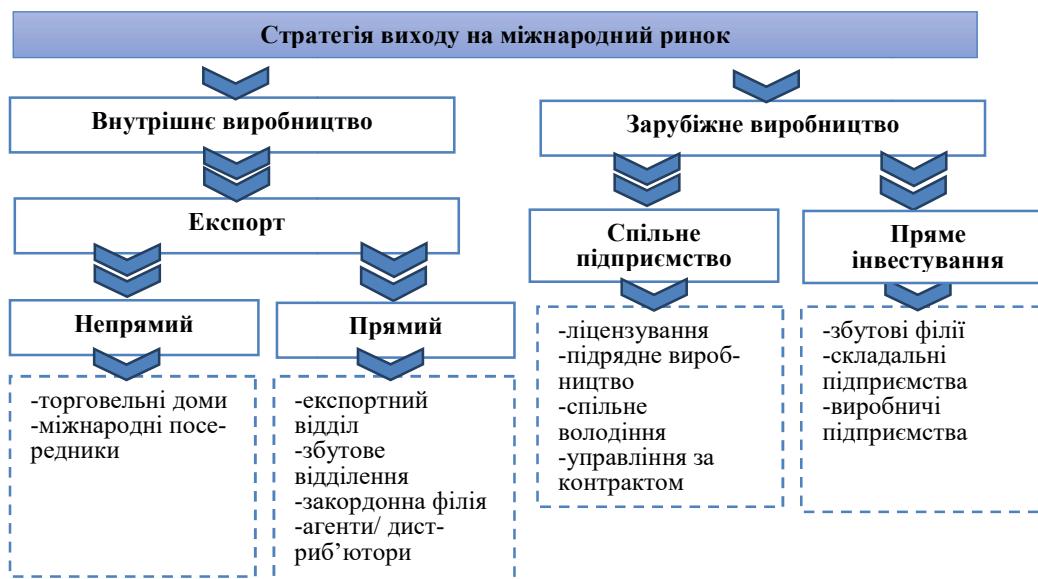 Стратегія виходу на міжнародний ринок
Внутрішнє виробництво
Зарубіжне виробництво
Експорт
Спільне
підприємство
Пряме
інвестування
Непрямий
Прямий
-торговельні доми
-міжнародні посе-
редники
-експортний
відділ
-збутове
відділення
-закордонна філія
-агенти/ дист-
риб’ютори
-ліцензування
-підрядне вироб-
ництво
-спільне
володіння
-управління за
контрактом
-збутові філії
-складальні
підприємства
-виробничі
підприємства